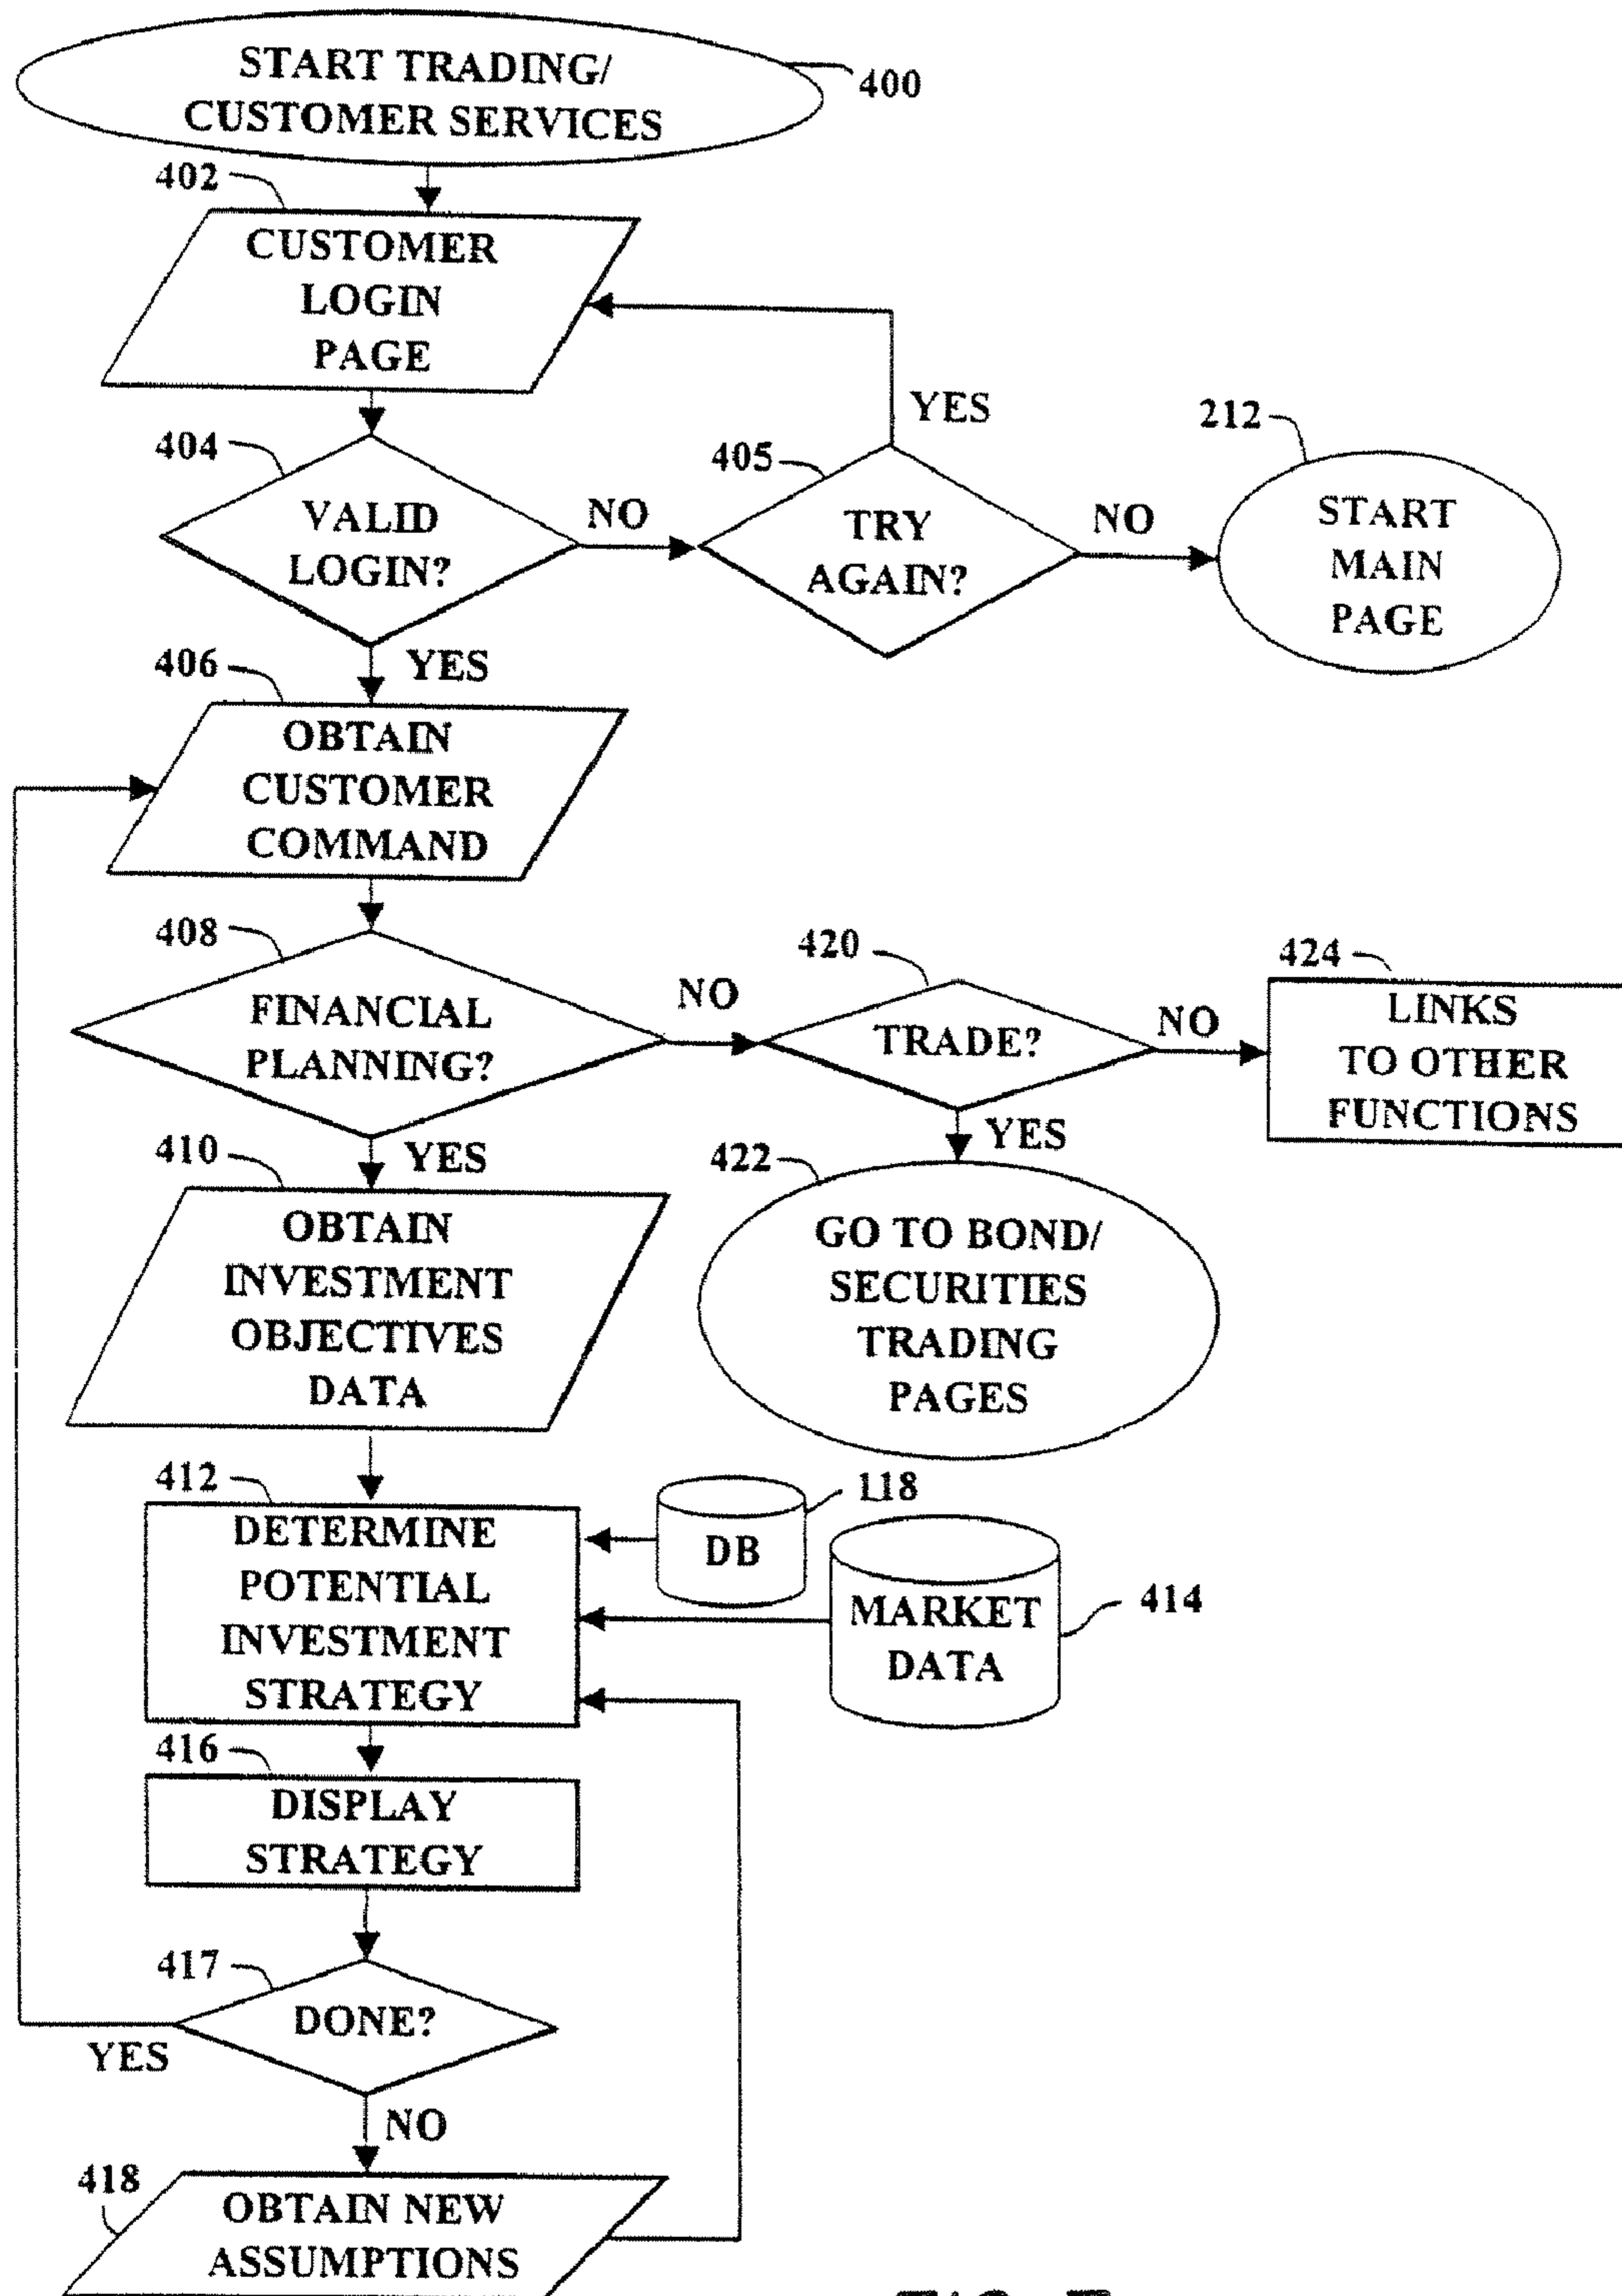 START TRADING/
CUSTOMER SERVICES
400
402
CUSTOMER
LOGIN
PAGE
404
VALID
LOGIN?
NO
405
TRY
AGAIN?
YES
NO
212
START
MAIN
PAGE
YES
406
OBTAIN
CUSTOMER
COMMAND
408
FINANCIAL
PLANNING?
NO
420
TRADE?
NO
424
LINKS
TO OTHER
FUNCTIONS
YES
422
GO TO BOND/
SECURITIES
TRADING
PAGES
YES
410
OBTAIN
INVESTMENT
OBJECTIVES
DATA
412
DETERMINE
POTENTIAL
INVESTMENT
STRATEGY
118
DB
MARKET
DATA
414
416
DISPLAY
STRATEGY
417
DONE?
YES
NO
418
OBTAIN NEW
ASSUMPTIONS